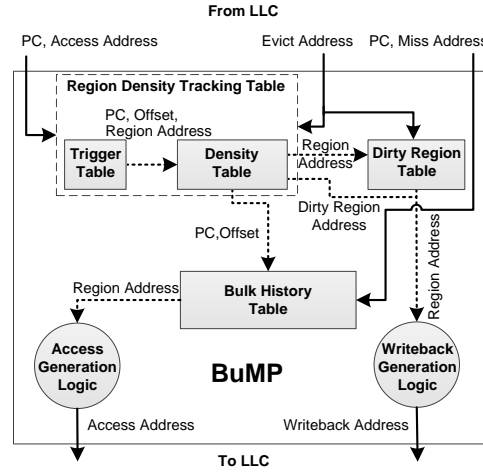 From LLC
PC, Access Address
Evict Address
PC, Miss Address
Region Density Tracking Table
PC, Offset,
Region Address
Trigger
Table
Density
Table
Region
Address
Dirty Region
Table
Dirty Region
Address
PC,Offset
Region Address
Region Address
Bulk History
Table
Access
Generation
Logic
BuMP
Writeback
Generation
Logic
Access Address
Writeback Address
To LLC